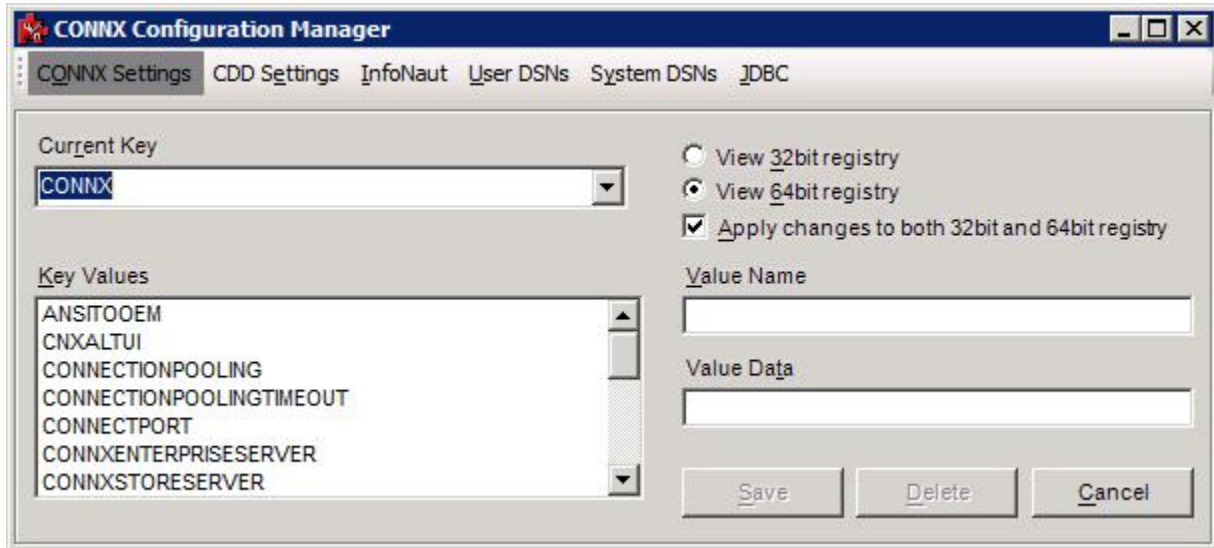 CONNX Configuration Manager
CONNX Settings CDD Settings InfoNaut User DSNs System DSNs JDBC
Current Key
CONNX
View 32bit registry
View 64bit registry
Apply changes to both 32bit and 64bit registry
Key Values
ANSITOOEM
CNXALTUI
CONNECTIONPOOLING
CONNECTIONPOOLINGTIMEOUT
CONNECTPORT
CONNXENTERPRISESERVER
CONNXSTORESERVER
Value Name
Value Data
Save Delete Cancel